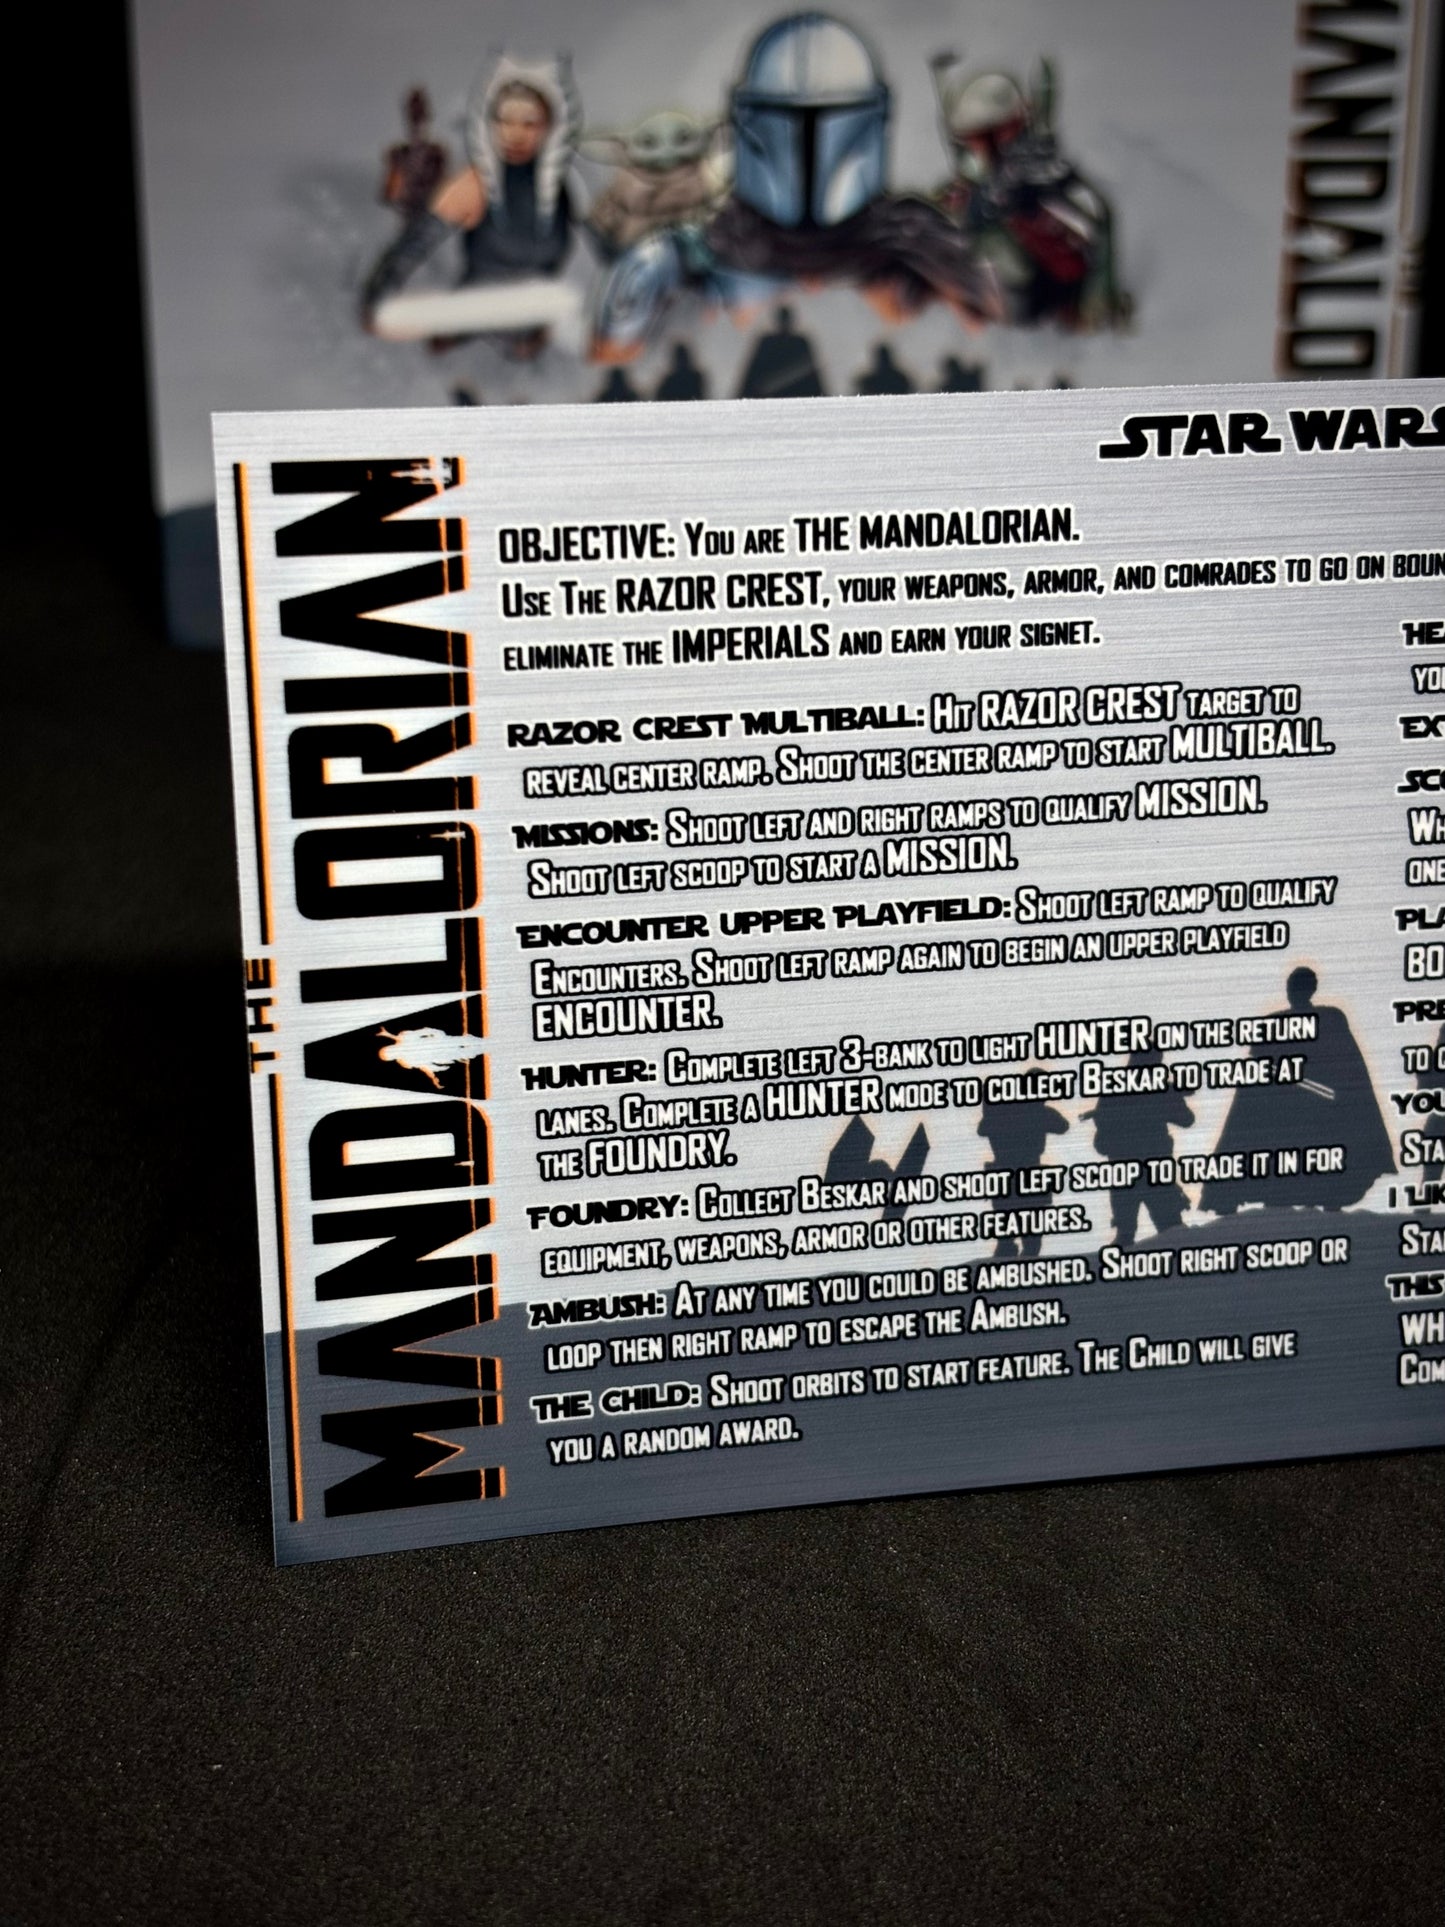 MANDALO
THE
THE
MANDALORIAN
STAR WARS
OBJECTIVE: You are THE MANDALORIAN.
Use The RAZOR CREST, your weapons, armor, and comrades to go on
eliminate the IMPERIALS and earn your signet.
RAZOR CREST MULTIBALL: Hit RAZOR CREST target to
reveal center ramp. Shoot the center ramp to start MULTIBALL.
MISSIONS: Shoot left and right ramps to qualify MISSION.
Shoot left scoop to start a MISSION.
ENCOUNTER UPPER PLAYFIELD: Shoot left ramp to qualify
Encounters. Shoot left ramp again to begin an upper playfield
ENCOUNTER.
HUNTER: Complete left 3-bank to light HUNTER on the return
lanes. Complete a HUNTER mode to collect Beskar to trade at
the FOUNDRY.
FOUNDRY: Collect Beskar and shoot left scoop to trade it in for
equipment, weapons, armor or other features.
AMBUSH: At any time you could be ambushed. Shoot right scoop or
loop then right ramp to escape the Ambush.
THE CHILD: Shoot orbits to start feature. The Child will give
you a random award.
one
to
I
THIS